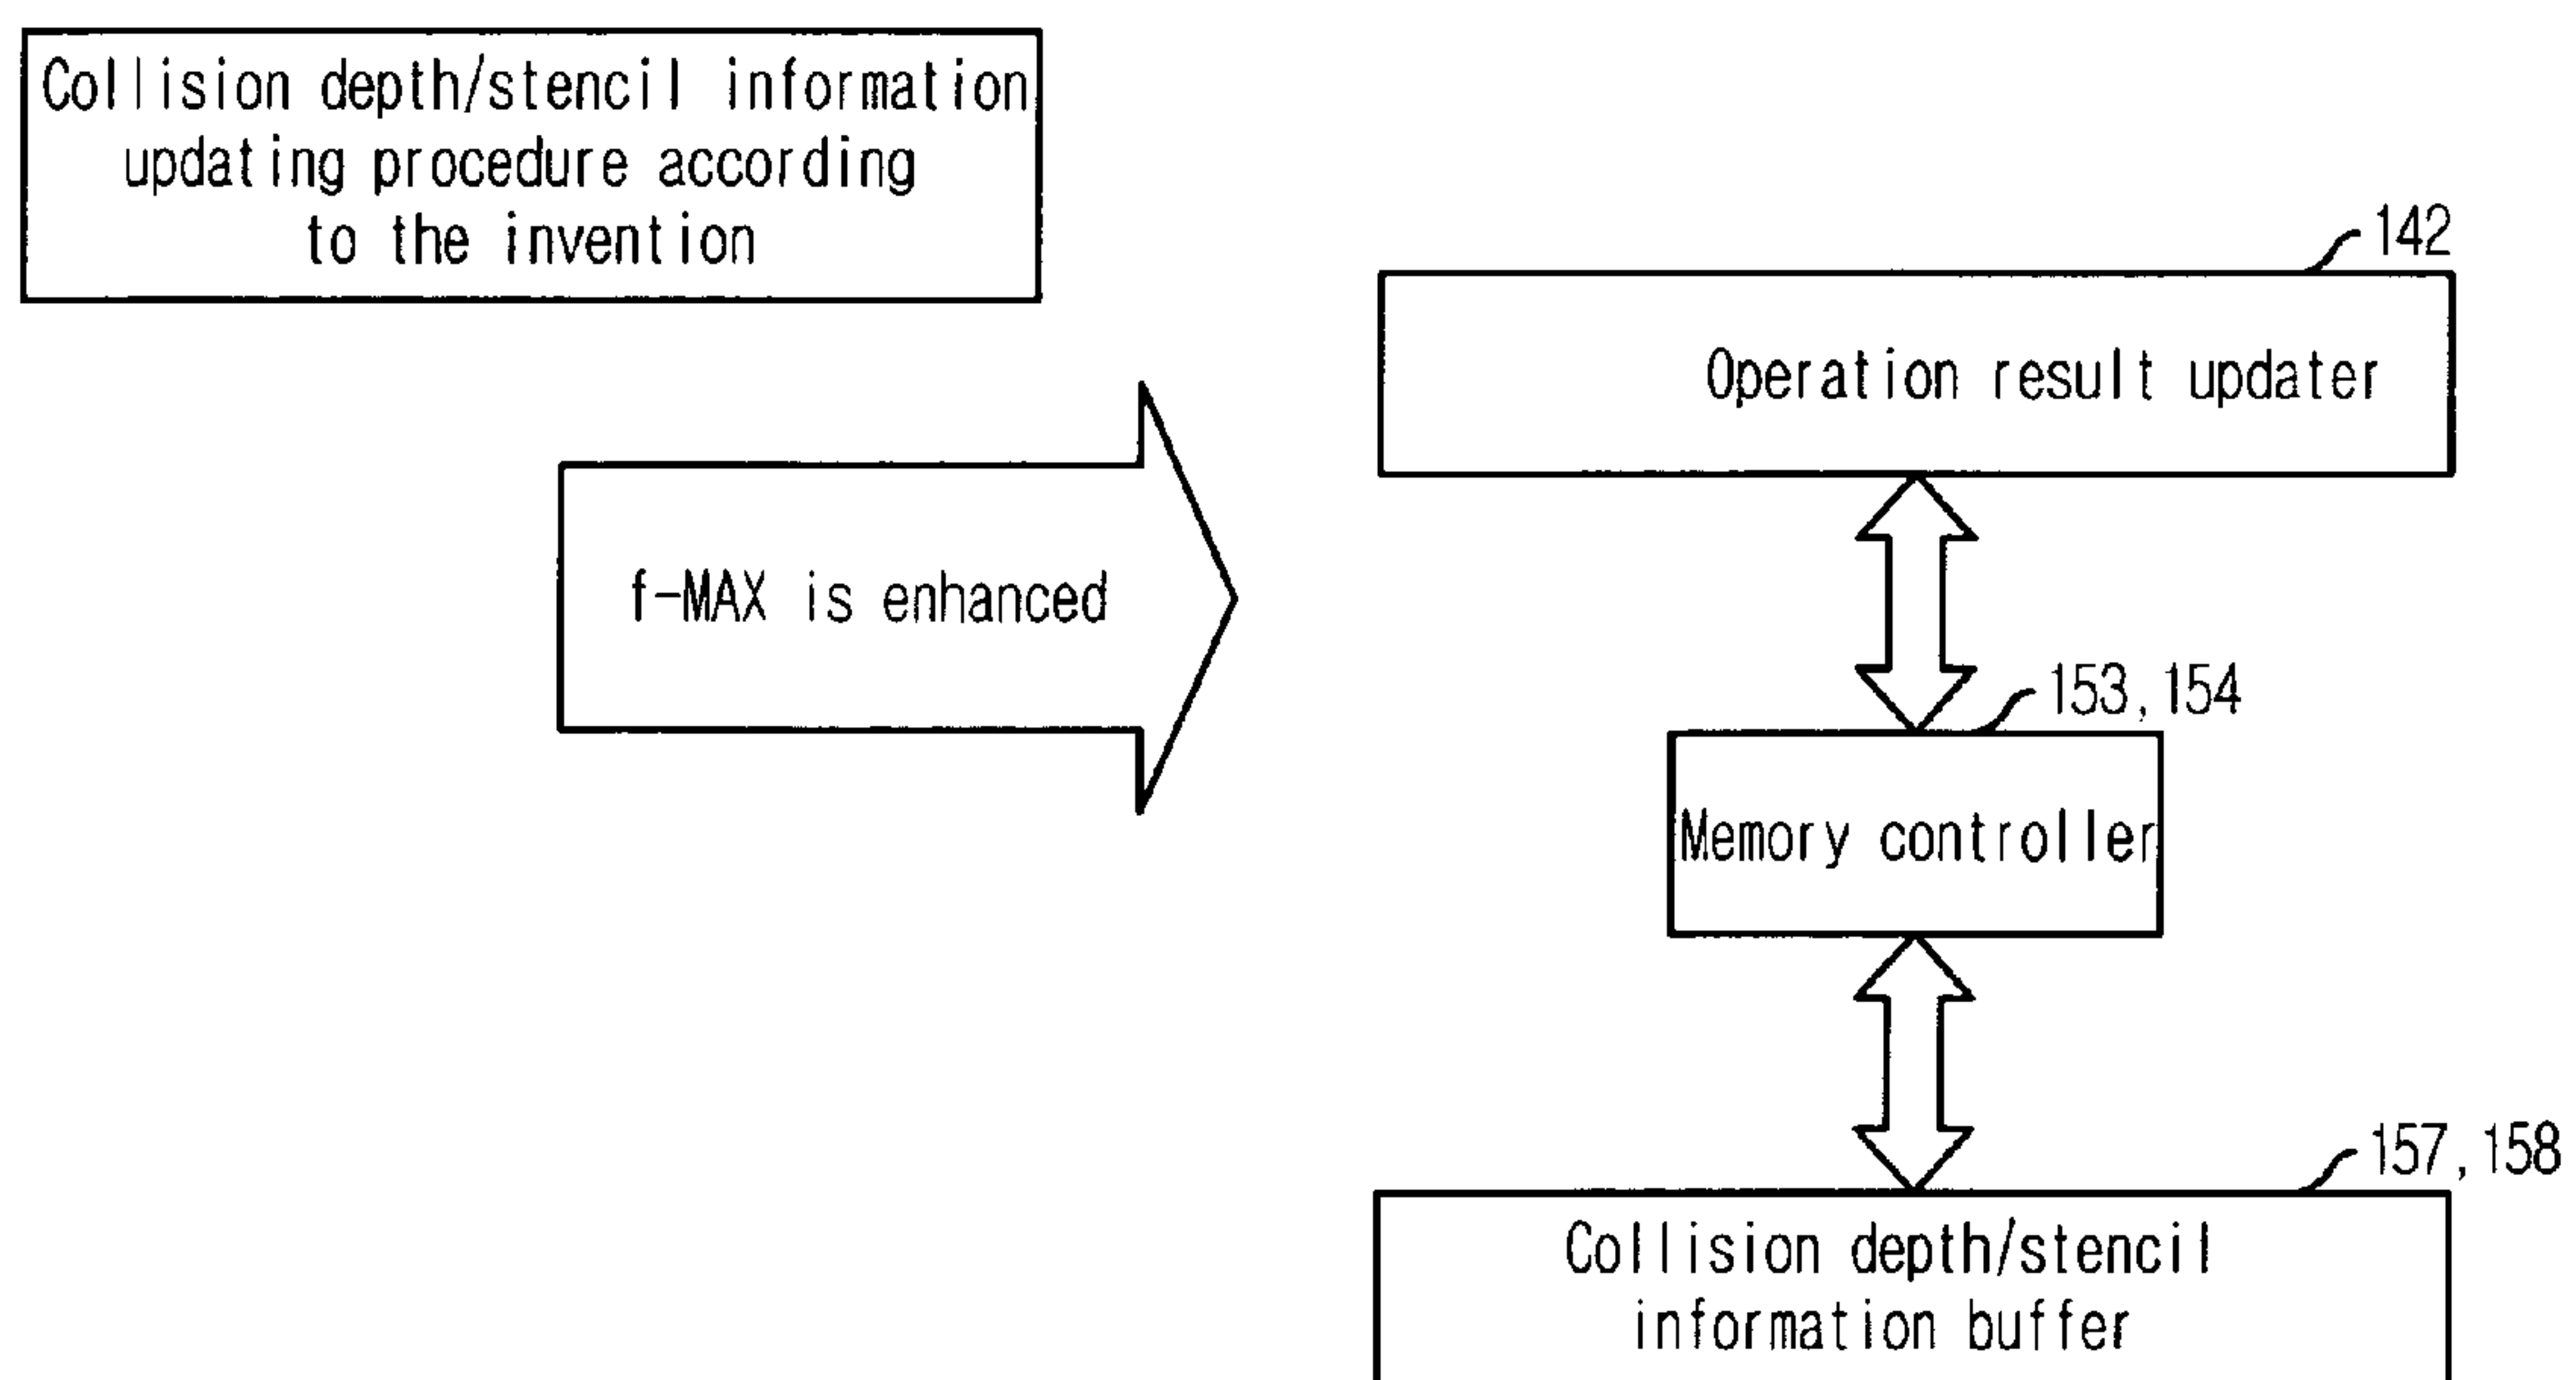 Collision depth/stencil information
updating procedure according
to the invention
142
Operation result updater
f-MAX is enhanced
153, 154
Memory controller
157, 158
Collision depth/stencil
information buffer